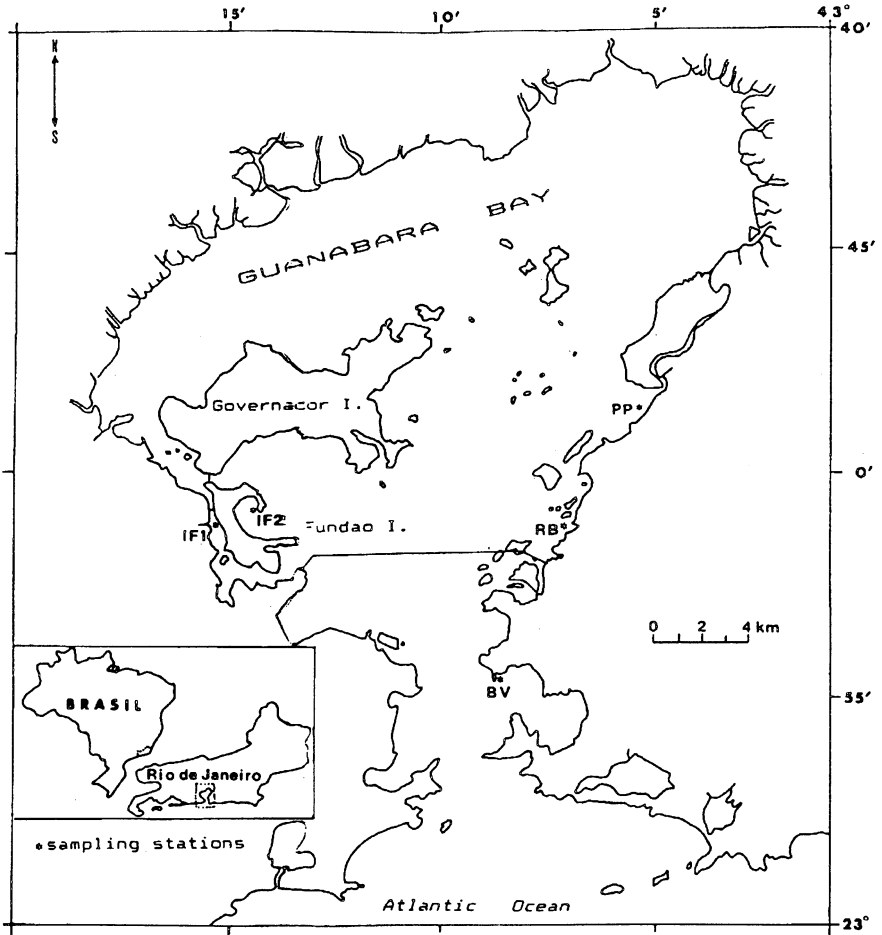 15′ 10′ 5′ 43°
40′
N
S
GUANABARA BAY
45′
Governador I.
PP
0′
IF1
IF2
Fundao I.
RB
0 2 4 km
BV
55′
BRASIL
Rio de Janeiro
sampling stations
Atlantic Ocean
23°